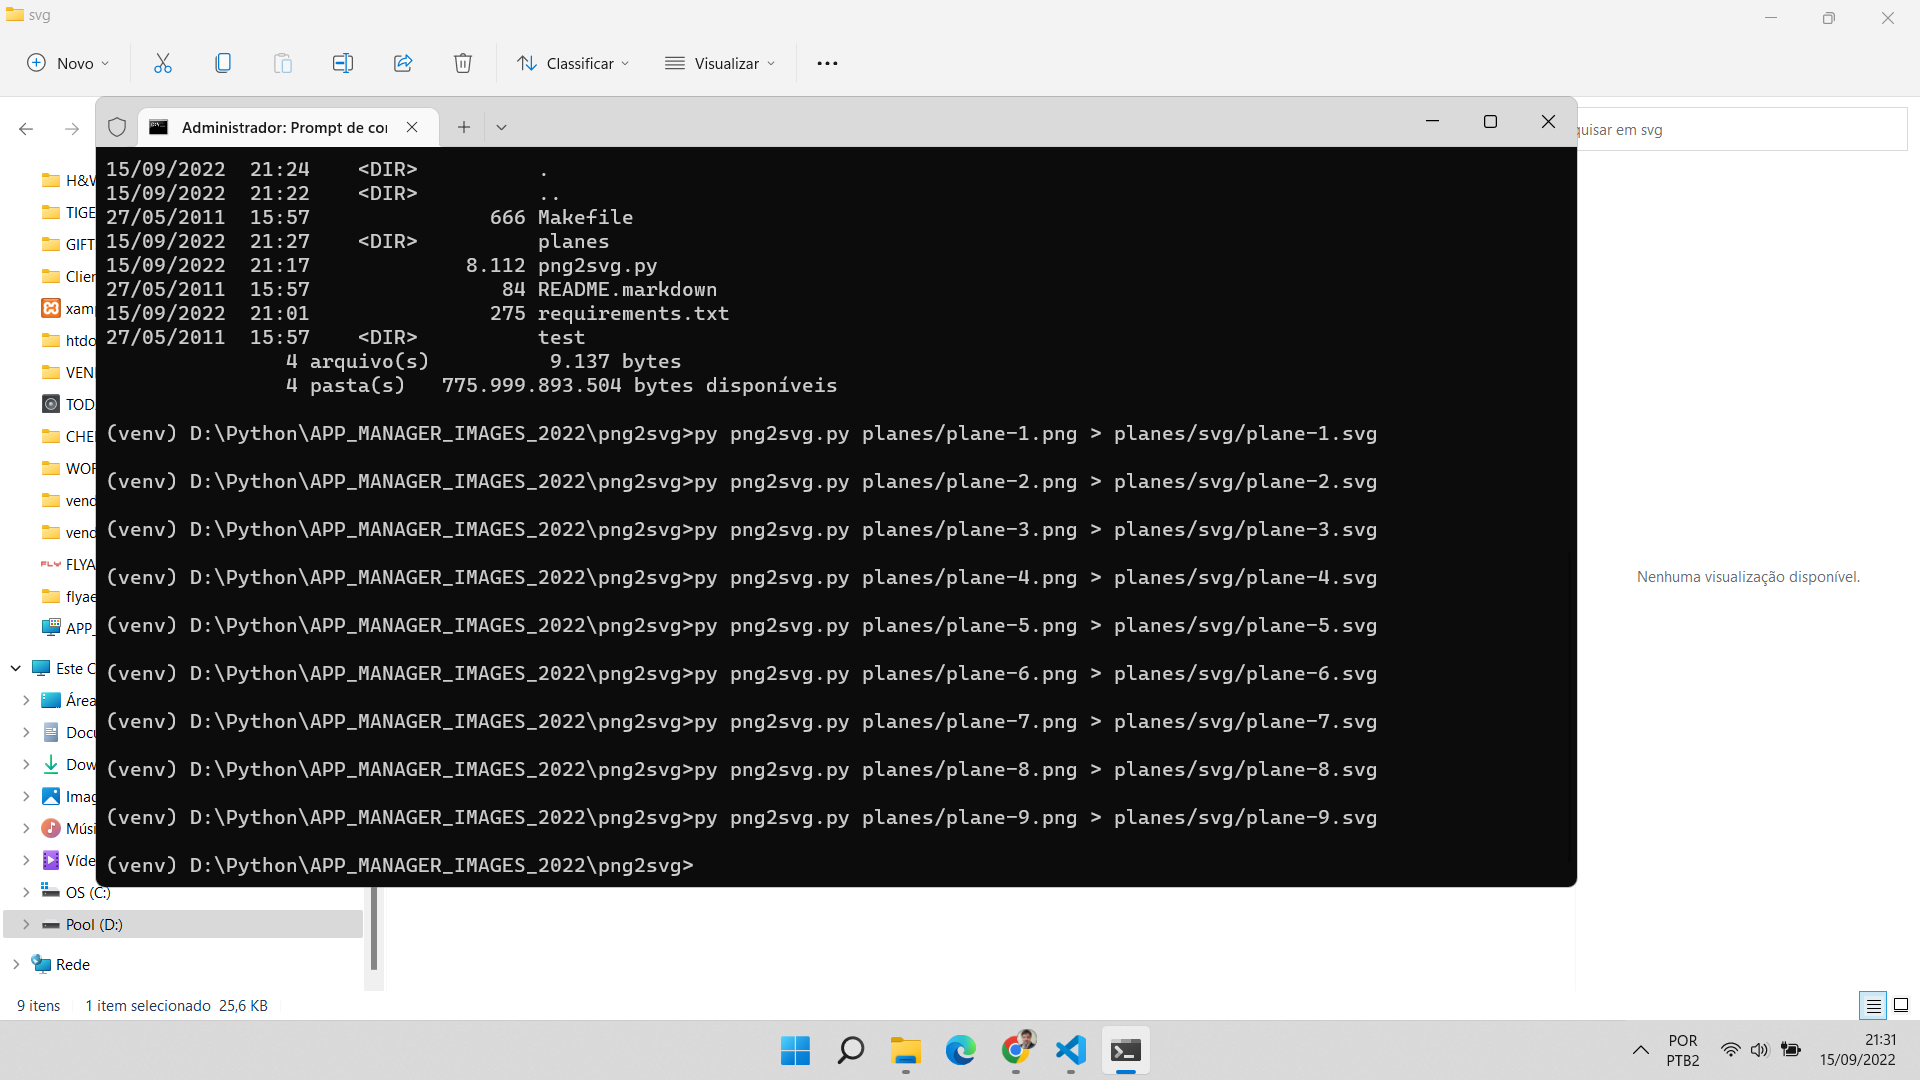 svg
Novo
Classificar
Visualizar
Administrador: Prompt de co
quisar em svg
15/09/2022  21:24    <DIR>          .
15/09/2022  21:22    <DIR>          ..
27/05/2011  15:57               666 Makefile
15/09/2022  21:27    <DIR>          planes
15/09/2022  21:17             8.112 png2svg.py
27/05/2011  15:57                84 README.markdown
15/09/2022  21:01               275 requirements.txt
27/05/2011  15:57    <DIR>          test
4 arquivo(s)          9.137 bytes
4 pasta(s)   775.999.893.504 bytes disponíveis
(venv) D:\Python\APP_MANAGER_IMAGES_2022\png2svg>py png2svg.py planes/plane-1.png > planes/svg/plane-1.svg
(venv) D:\Python\APP_MANAGER_IMAGES_2022\png2svg>py png2svg.py planes/plane-2.png > planes/svg/plane-2.svg
(venv) D:\Python\APP_MANAGER_IMAGES_2022\png2svg>py png2svg.py planes/plane-3.png > planes/svg/plane-3.svg
(venv) D:\Python\APP_MANAGER_IMAGES_2022\png2svg>py png2svg.py planes/plane-4.png > planes/svg/plane-4.svg
(venv) D:\Python\APP_MANAGER_IMAGES_2022\png2svg>py png2svg.py planes/plane-5.png > planes/svg/plane-5.svg
(venv) D:\Python\APP_MANAGER_IMAGES_2022\png2svg>py png2svg.py planes/plane-6.png > planes/svg/plane-6.svg
(venv) D:\Python\APP_MANAGER_IMAGES_2022\png2svg>py png2svg.py planes/plane-7.png > planes/svg/plane-7.svg
(venv) D:\Python\APP_MANAGER_IMAGES_2022\png2svg>py png2svg.py planes/plane-8.png > planes/svg/plane-8.svg
(venv) D:\Python\APP_MANAGER_IMAGES_2022\png2svg>py png2svg.py planes/plane-9.png > planes/svg/plane-9.svg
(venv) D:\Python\APP_MANAGER_IMAGES_2022\png2svg>
H&
TIGE
GIFT
Clier
xam
htdo
VEN
TOD
CHE
WOR
vend
vend
FLYA
flyae
APP_
Este C
Área
Docu
Dow
Imag
Músi
Víde
OS (C:)
Pool (D:)
Rede
Nenhuma visualização disponível.
9 itens
1 item selecionado  25,6 KB
POR
PTB2
21:31
15/09/2022